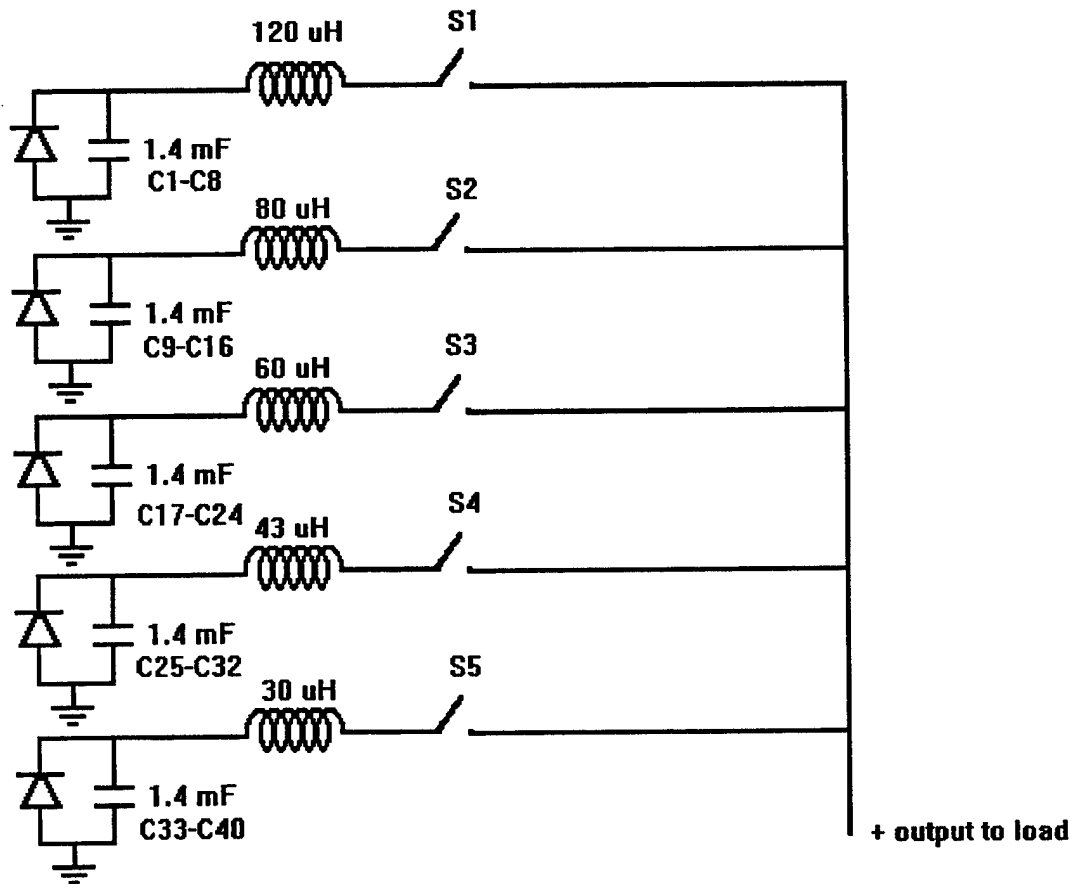 120 uH
S1
1.4 mF
C1-C8
80 uH
S2
1.4 mF
C9-C16
60 uH
S3
1.4 mF
C17-C24
43 uH
S4
1.4 mF
C25-C32
30 uH
S5
1.4 mF
C33-C40
+ output to load